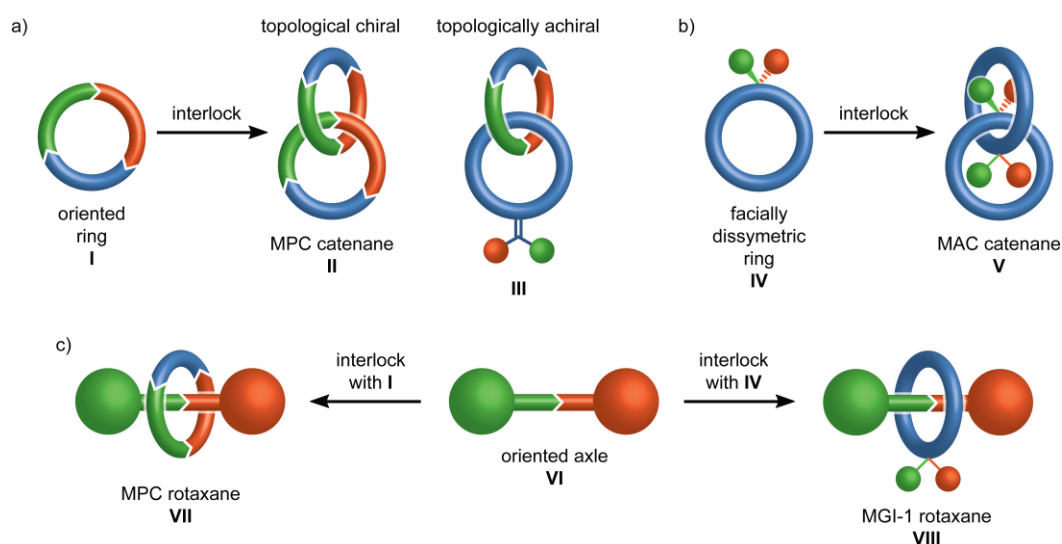 a)
topological chiral
topologically achiral
b)
interlock
interlock
oriented
ring
I
MPC catenane
II
III
facially
dissymetric
ring
IV
MAC catenane
V
c)
interlock
with I
interlock
with IV
MPC rotaxane
VII
oriented axle
VI
MGI-1 rotaxane
VIII